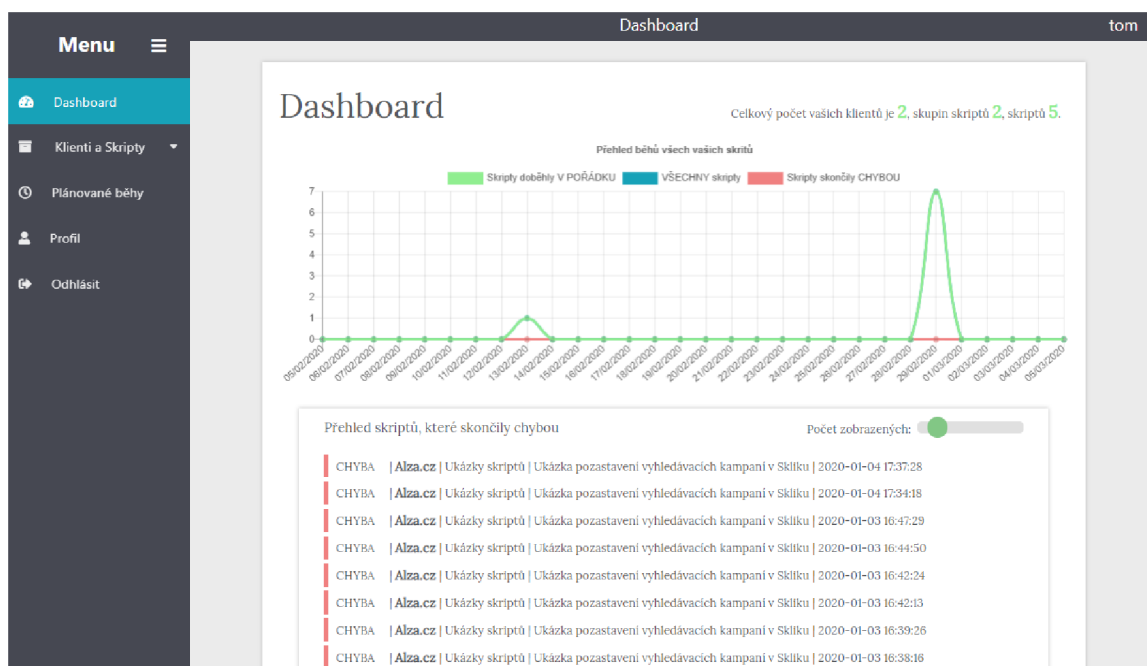 Dashboard
tom
Menu
Dashboard
Klienti a Skripty
Plánované běhy
Profil
Odhlásit
Dashboard
Celkový počet vašich klientů je 2, skupin skriptů 2, skriptů 5.
Přehled běhů všech vašich skritů
Skripty doběhly V POŘÁDKU VŠECHNY skripty Skripty skončily CHYBOU
7
6
5
4
3
2
1
0
05/02/2020 06/02/2020 07/02/2020 08/02/2020 09/02/2020 10/02/2020 11/02/2020 12/02/2020 13/02/2020 14/02/2020 15/02/2020 16/02/2020 17/02/2020 18/02/2020 19/02/2020 20/02/2020 21/02/2020 22/02/2020 23/02/2020 24/02/2020 25/02/2020 26/02/2020 27/02/2020 28/02/2020 29/02/2020 01/03/2020 02/03/2020 03/03/2020 04/03/2020 05/03/2020
Přehled skriptů, které skončily chybou
Počet zobrazených:
CHYBA | Alza.cz | Ukázky skriptů | Ukázka pozastavení vyhledávacích kampaní v Skliku | 2020-01-04 17:37:28
CHYBA | Alza.cz | Ukázky skriptů | Ukázka pozastavení vyhledávacích kampaní v Skliku | 2020-01-04 17:34:18
CHYBA | Alza.cz | Ukázky skriptů | Ukázka pozastavení vyhledávacích kampaní v Skliku | 2020-01-03 16:47:29
CHYBA | Alza.cz | Ukázky skriptů | Ukázka pozastavení vyhledávacích kampaní v Skliku | 2020-01-03 16:44:50
CHYBA | Alza.cz | Ukázky skriptů | Ukázka pozastavení vyhledávacích kampaní v Skliku | 2020-01-03 16:42:24
CHYBA | Alza.cz | Ukázky skriptů | Ukázka pozastavení vyhledávacích kampaní v Skliku | 2020-01-03 16:42:13
CHYBA | Alza.cz | Ukázky skriptů | Ukázka pozastavení vyhledávacích kampaní v Skliku | 2020-01-03 16:39:26
CHYBA | Alza.cz | Ukázky skriptů | Ukázka pozastavení vyhledávacích kampaní v Skliku | 2020-01-03 16:38:16